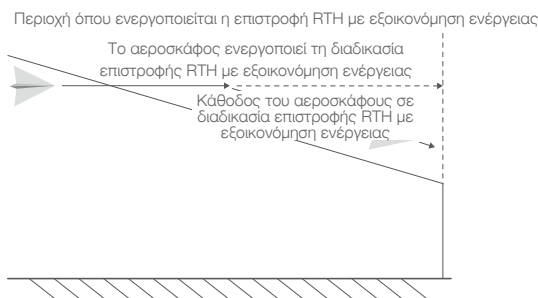 Περιοχή όπου ενεργοποιείται η επιστροφή RTH με εξοικονόμηση ενέργειας
Το αεροσκάφος ενεργοποιεί τη διαδικασία
επιστροφής RTH με εξοικονόμηση ενέργειας
Κάθοδος του αεροσκάφους σε
διαδικασία επιστροφής RTH με
εξοικονόμηση ενέργειας